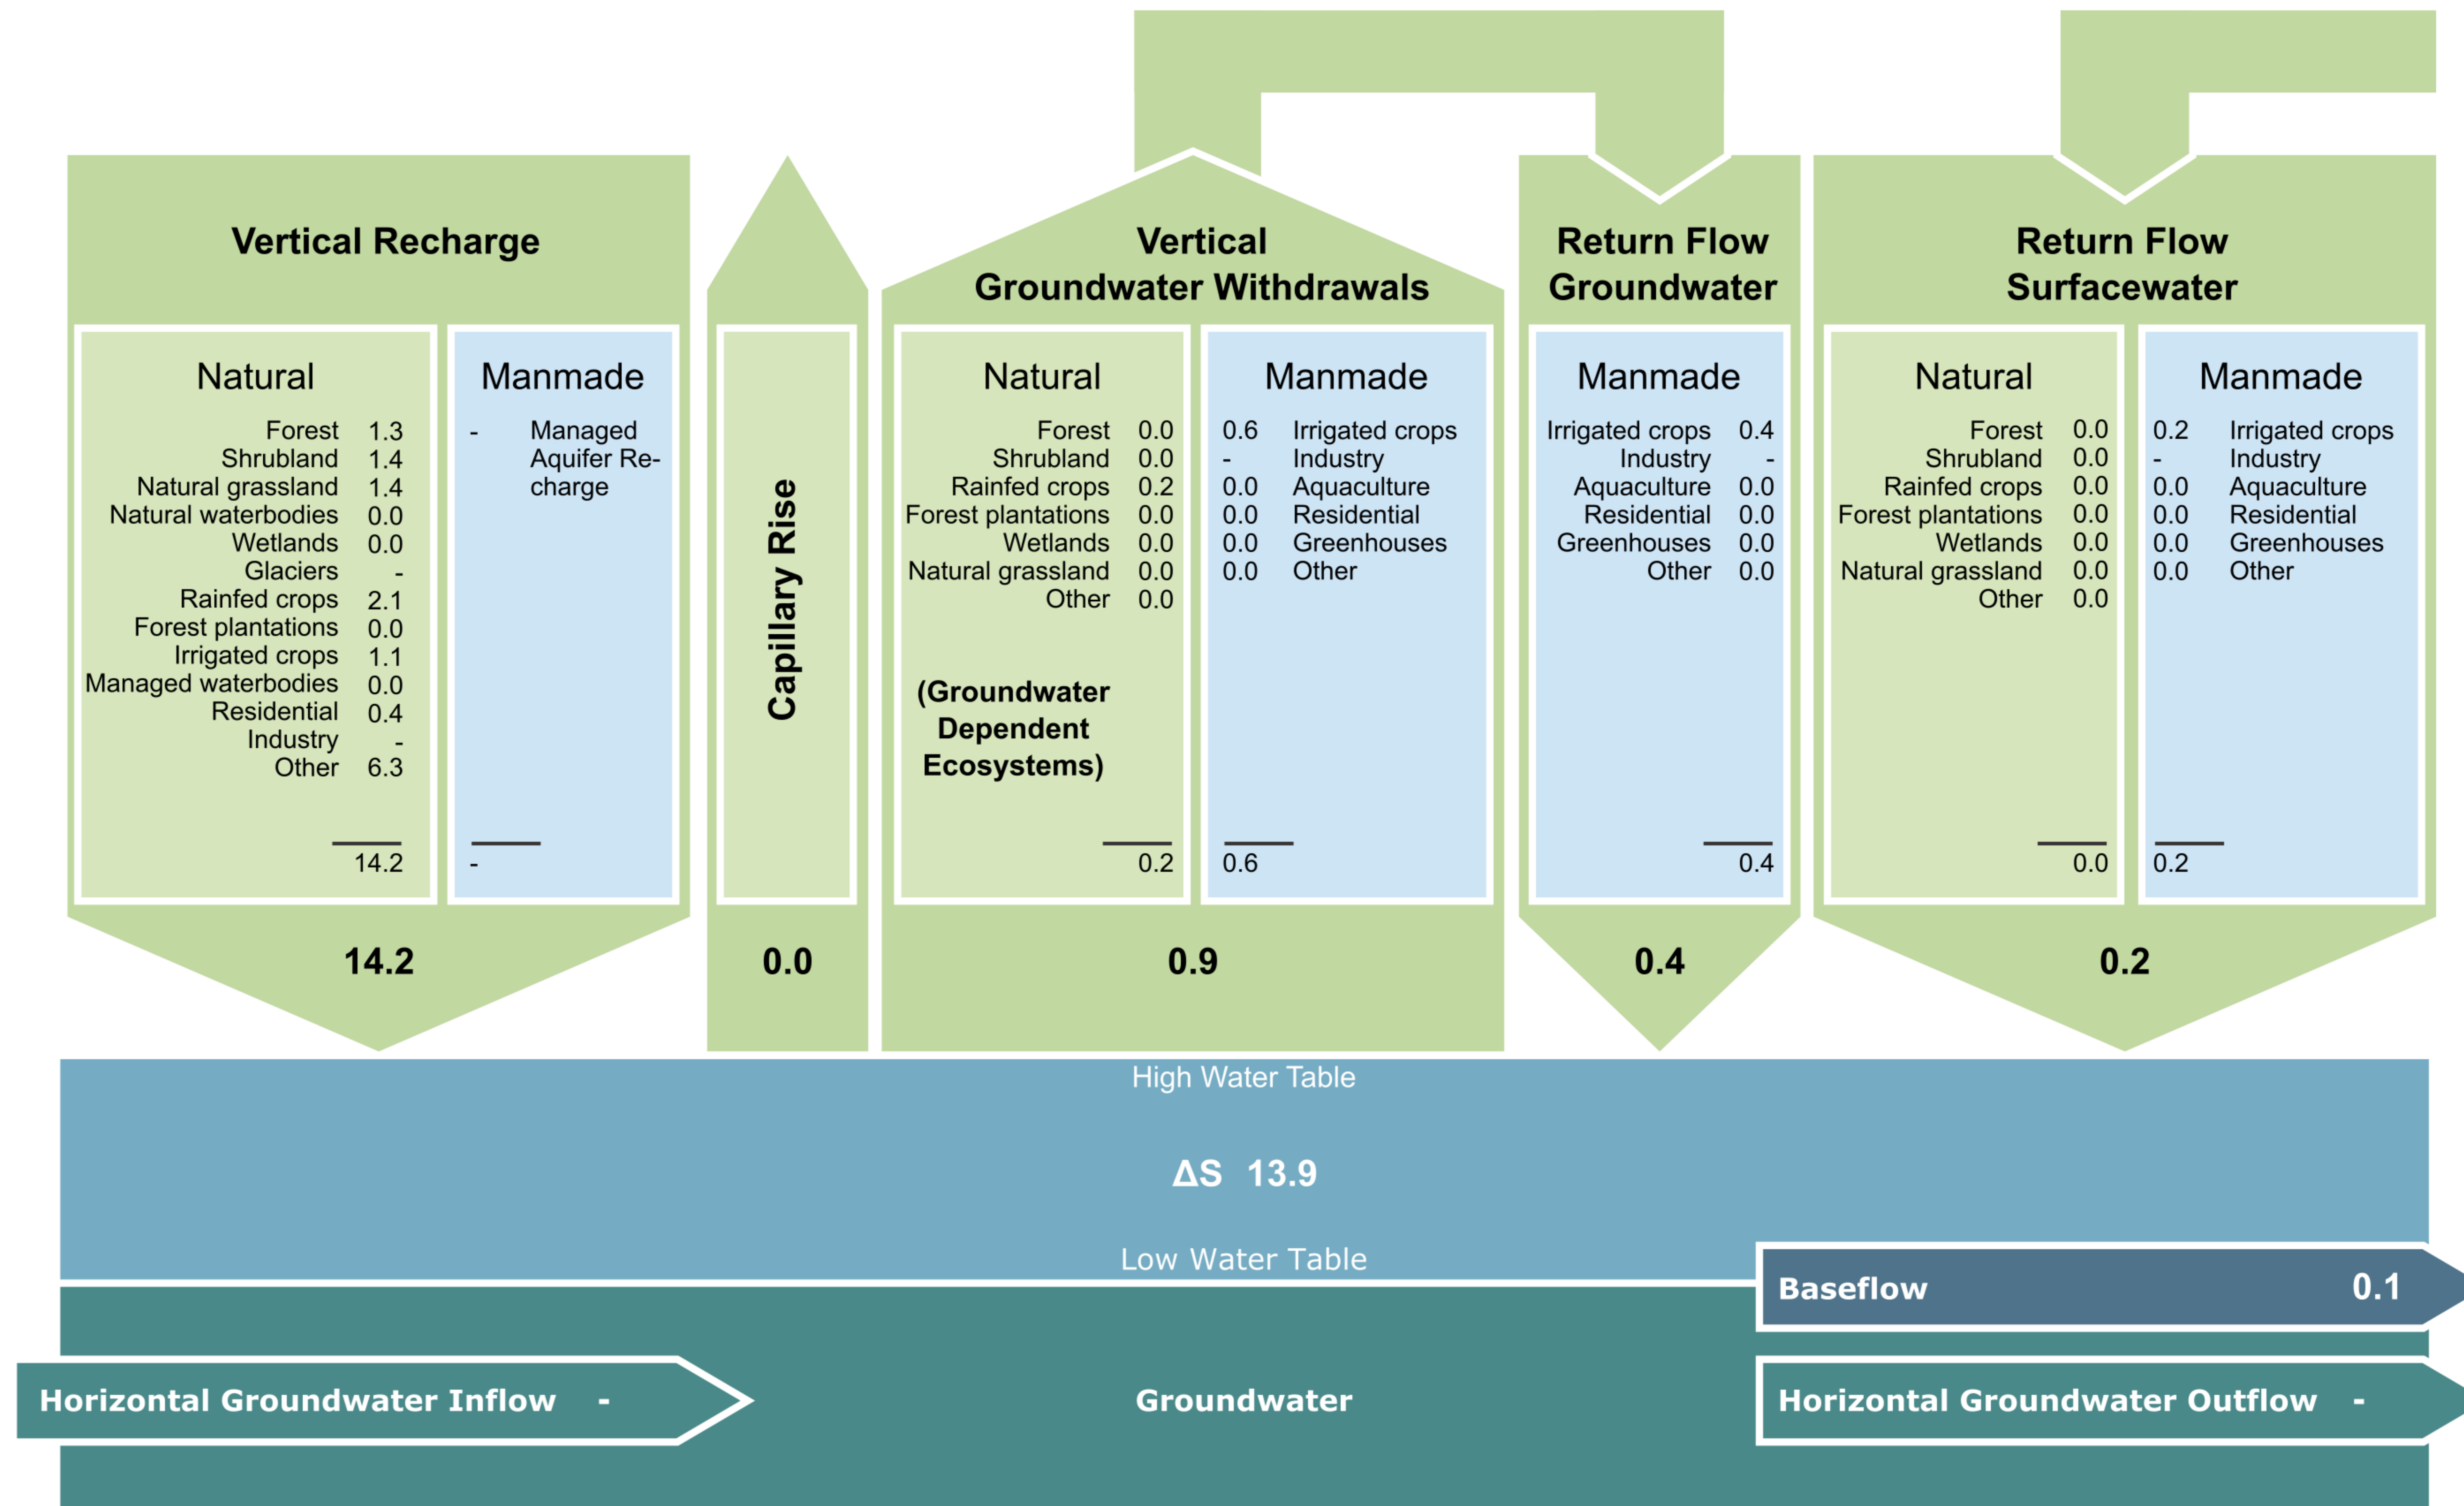 Vertical Recharge
Natural
Forest 1.3
Shrubland 1.4
Natural grassland 1.4
Natural waterbodies 0.0
Wetlands 0.0
Glaciers -
Rainfed crops 2.1
Forest plantations 0.0
Irrigated crops 1.1
Managed waterbodies 0.0
Residential 0.4
Industry -
Other 6.3
14.2
Manmade
- Managed
Aquifer Re-
charge
-
14.2
Capillary Rise
0.0
Vertical
Groundwater Withdrawals
Natural
Forest 0.0
Shrubland 0.0
Rainfed crops 0.2
Forest plantations 0.0
Wetlands 0.0
Natural grassland 0.0
Other 0.0
(Groundwater
Dependent
Ecosystems)
0.2
Manmade
0.6 Irrigated crops
- Industry
0.0 Aquaculture
0.0 Residential
0.0 Greenhouses
0.0 Other
0.6
0.9
Return Flow
Groundwater
Manmade
Irrigated crops 0.4
Industry -
Aquaculture 0.0
Residential 0.0
Greenhouses 0.0
Other 0.0
0.4
0.4
Return Flow
Surfacewater
Natural
Forest 0.0
Shrubland 0.0
Rainfed crops 0.0
Forest plantations 0.0
Wetlands 0.0
Natural grassland 0.0
Other 0.0
0.0
Manmade
0.2 Irrigated crops
- Industry
0.0 Aquaculture
0.0 Residential
0.0 Greenhouses
0.0 Other
0.2
0.2
High Water Table
ΔS 13.9
Low Water Table
Baseflow 0.1
Horizontal Groundwater Inflow -
Groundwater
Horizontal Groundwater Outflow -